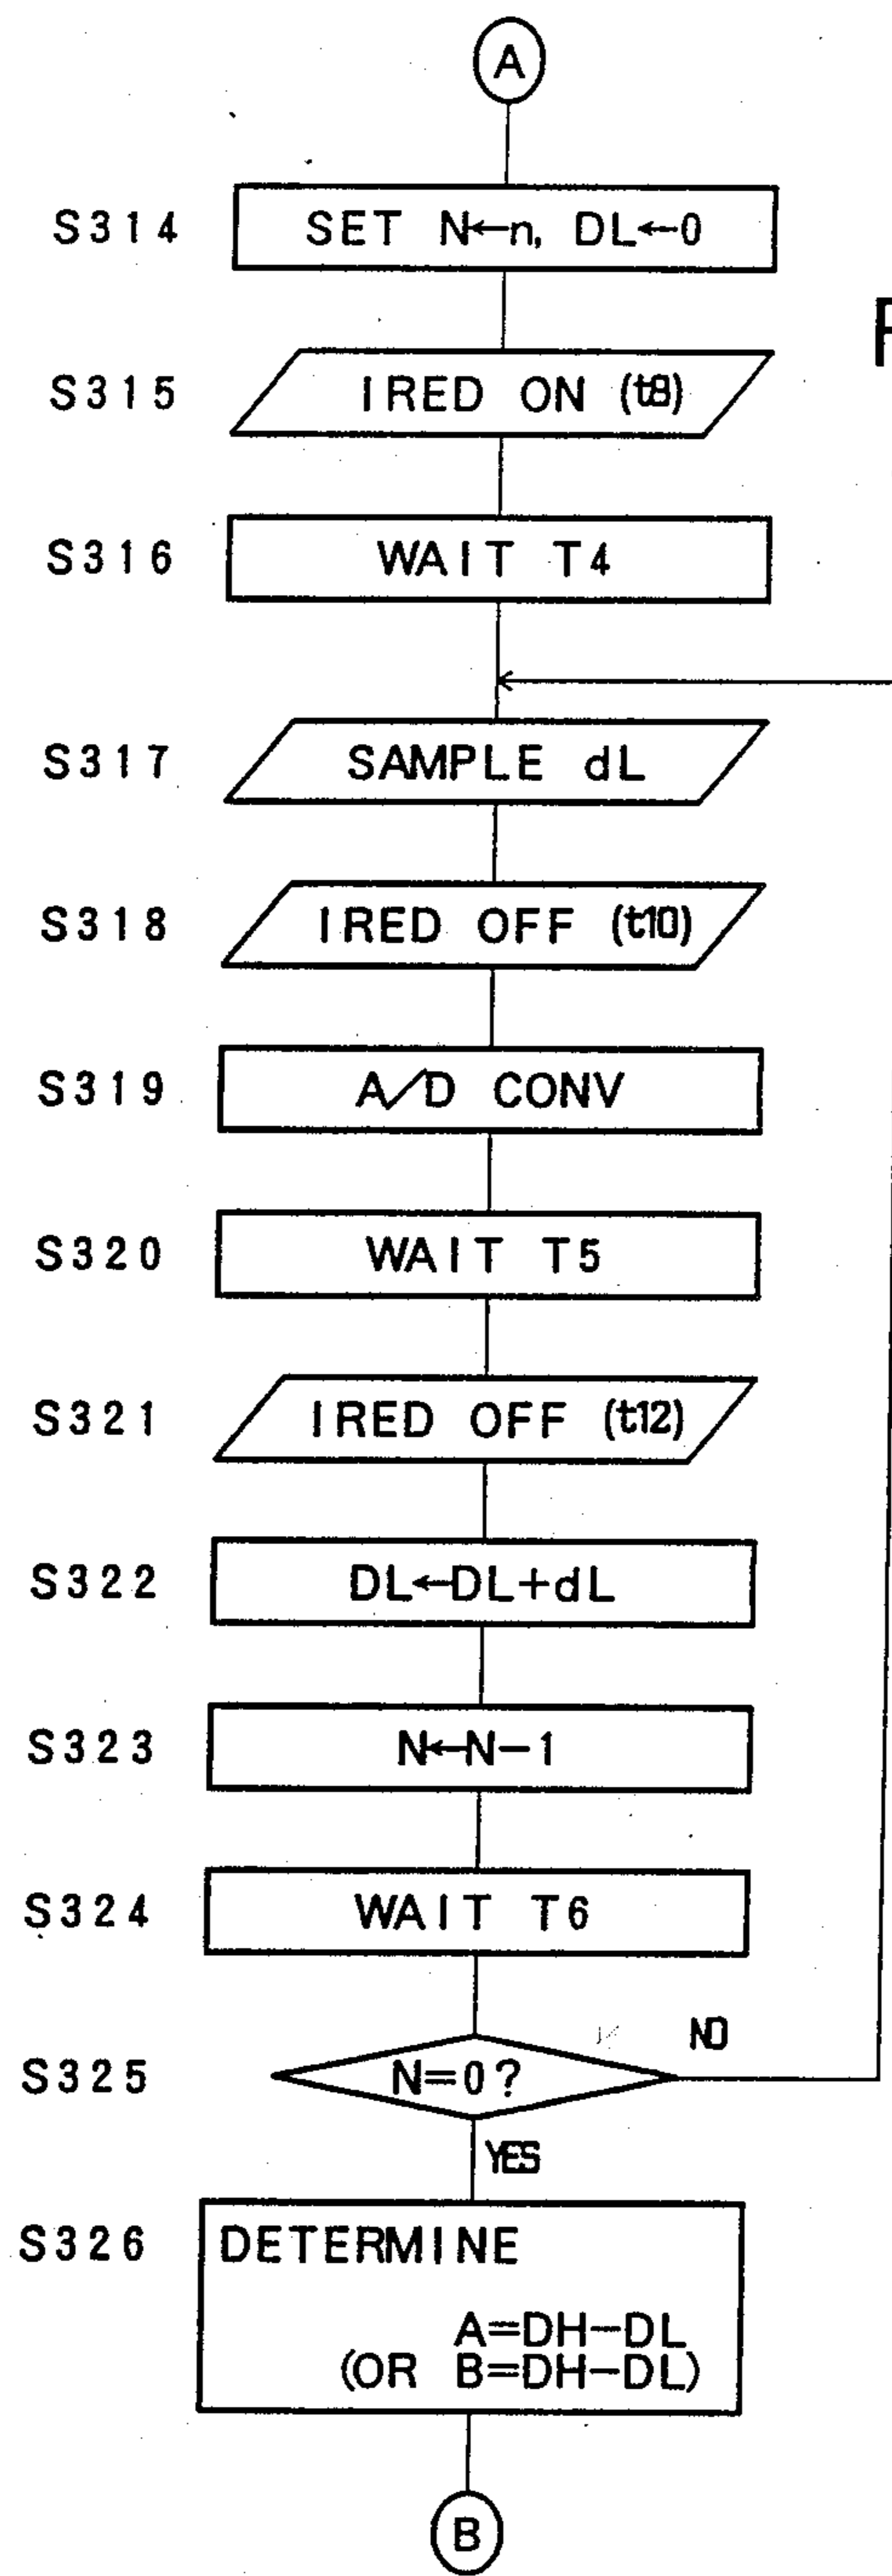 A
S314 SET N←n, DL←0
F
S315 IRED ON (t8)
S316 WAIT T4
S317 SAMPLE dL
S318 IRED OFF (t10)
S319 A/D CONV
S320 WAIT T5
S321 IRED OFF (t12)
S322 DL←DL+dL
S323 N←N-1
S324 WAIT T6
S325 N=0? NO
YES
S326 DETERMINE
A=DH-DL
(OR B=DH-DL)
B